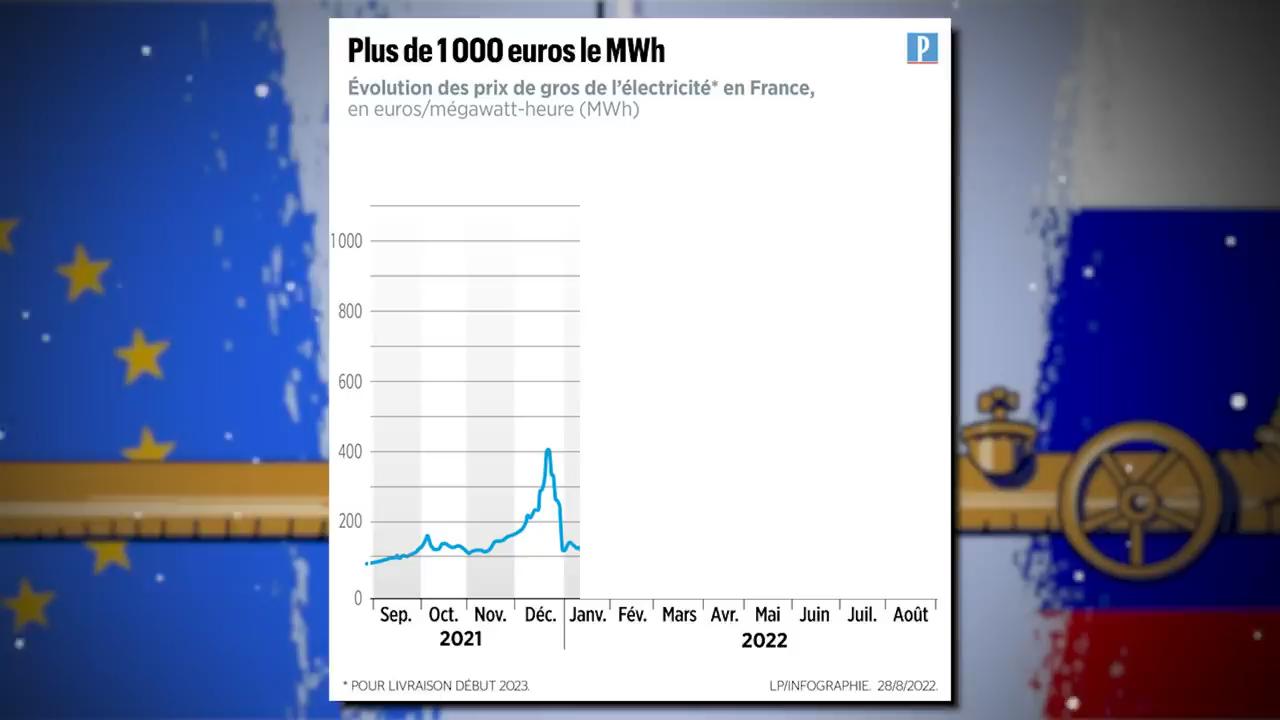 Plus de 1 000 euros le MWh
P
Évolution des prix de gros de l'électricité* en France,
en euros/mégawatt-heure (MWh)
1 000
800
600
400
200
0
Sep. Oct. Nov. Déc. Janv. Fév. Mars Avr. Mai Juin Juil. Août
2021 2022
* POUR LIVRAISON DÉBUT 2023. LP/INFOGRAPHIE. 28/8/2022.